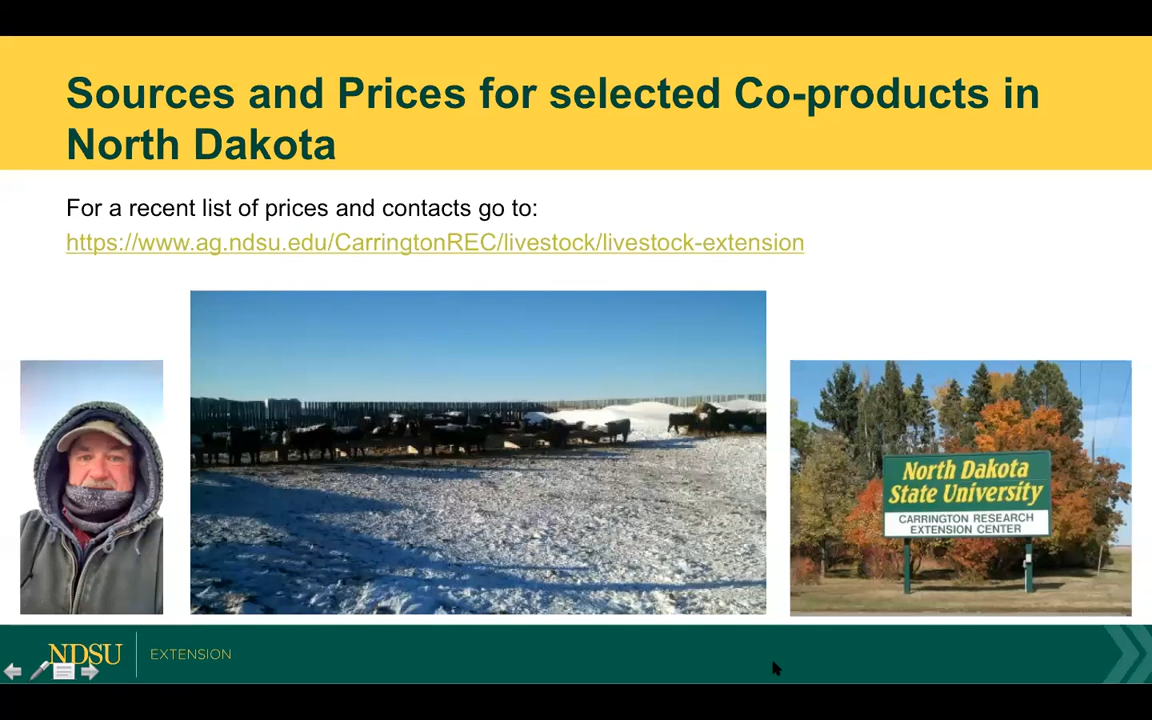 Sources and Prices for selected Co-products in
North Dakota
For a recent list of prices and contacts go to:
https://www.ag.ndsu.edu/CarringtonREC/livestock/livestock-extension
North Dakota
State University
CARRINGTON RESEARCH
EXTENSION CENTER
NDSU EXTENSION